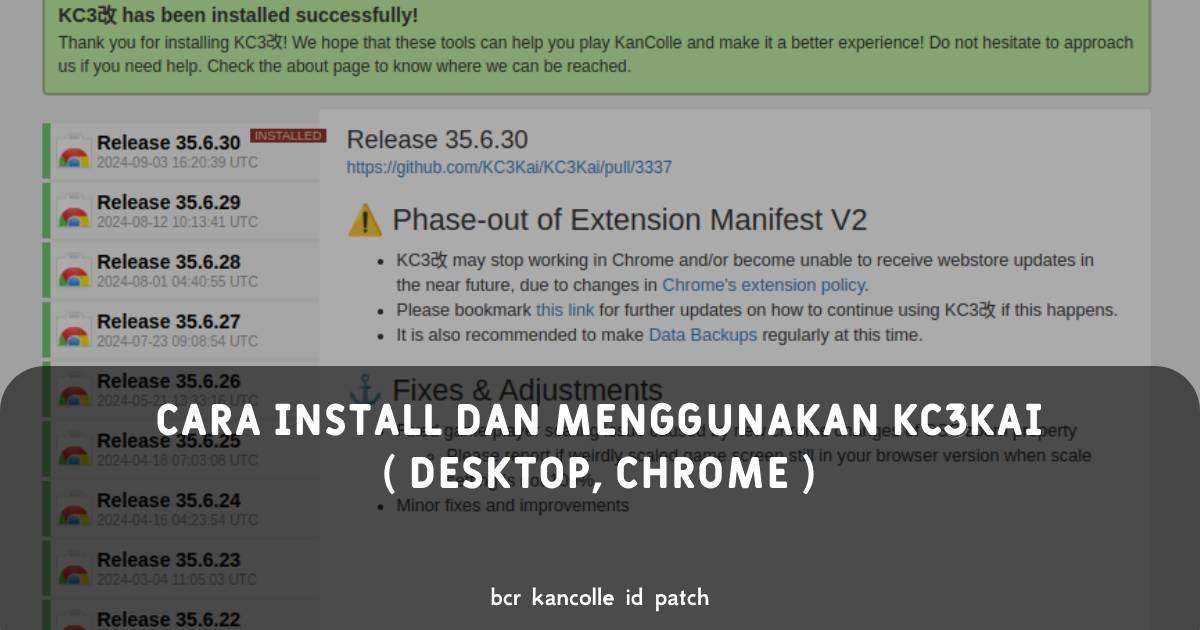 KC3改 has been installed successfully!
Thank you for installing KC3改! We hope that these tools can help you play KanColle and make it a better experience! Do not hesitate to approach
us if you need help. Check the about page to know where we can be reached.
Release 35.6.30 INSTALLED
2024-09-03 16:20:39 UTC
Release 35.6.29
2024-08-12 10:13:41 UTC
Release 35.6.28
2024-08-01 04:40:55 UTC
Release 35.6.27
2024-07-23 09:08:54 UTC
Release 35.6.26
2024-05-21 13:33:16 UTC
Release 35.6.25
2024-04-18 07:03:08 UTC
Release 35.6.24
2024-04-16 04:23:54 UTC
Release 35.6.23
2024-03-04 11:05:03 UTC
Release 35.6.22
Release 35.6.30
https://github.com/KC3Kai/KC3Kai/pull/3337
Phase-out of Extension Manifest V2
KC3改 may stop working in Chrome and/or become unable to receive webstore updates in
the near future, due to changes in Chrome's extension policy.
Please bookmark this link for further updates on how to continue using KC3改 if this happens.
It is also recommended to make Data Backups regularly at this time.
Fixes & Adjustments
property
Please report if weirdly scaled game screen still in your browser version when scale
Minor fixes and improvements
CARA INSTALL DAN MENGGUNAKAN KC3KAI
( DESKTOP, CHROME )
bcr kancolle id patch